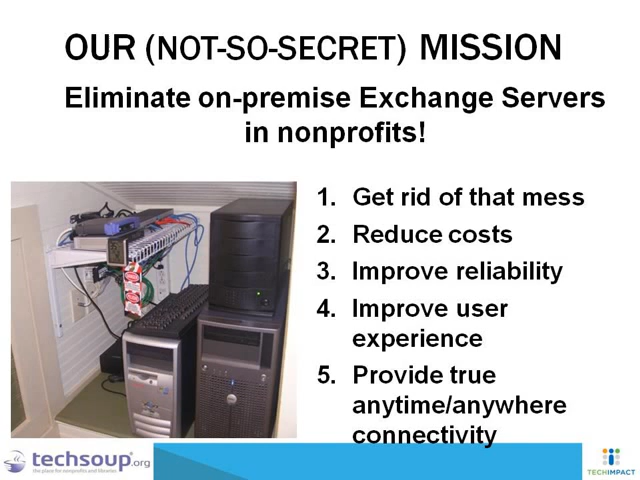 OUR (NOT-SO-SECRET) MISSION
Eliminate on-premise Exchange Servers
in nonprofits!
1. Get rid of that mess
2. Reduce costs
3. Improve reliability
4. Improve user
experience
5. Provide true
anytime/anywhere
connectivity
techsoup.org
the place for nonprofits and libraries
TECHIMPACT